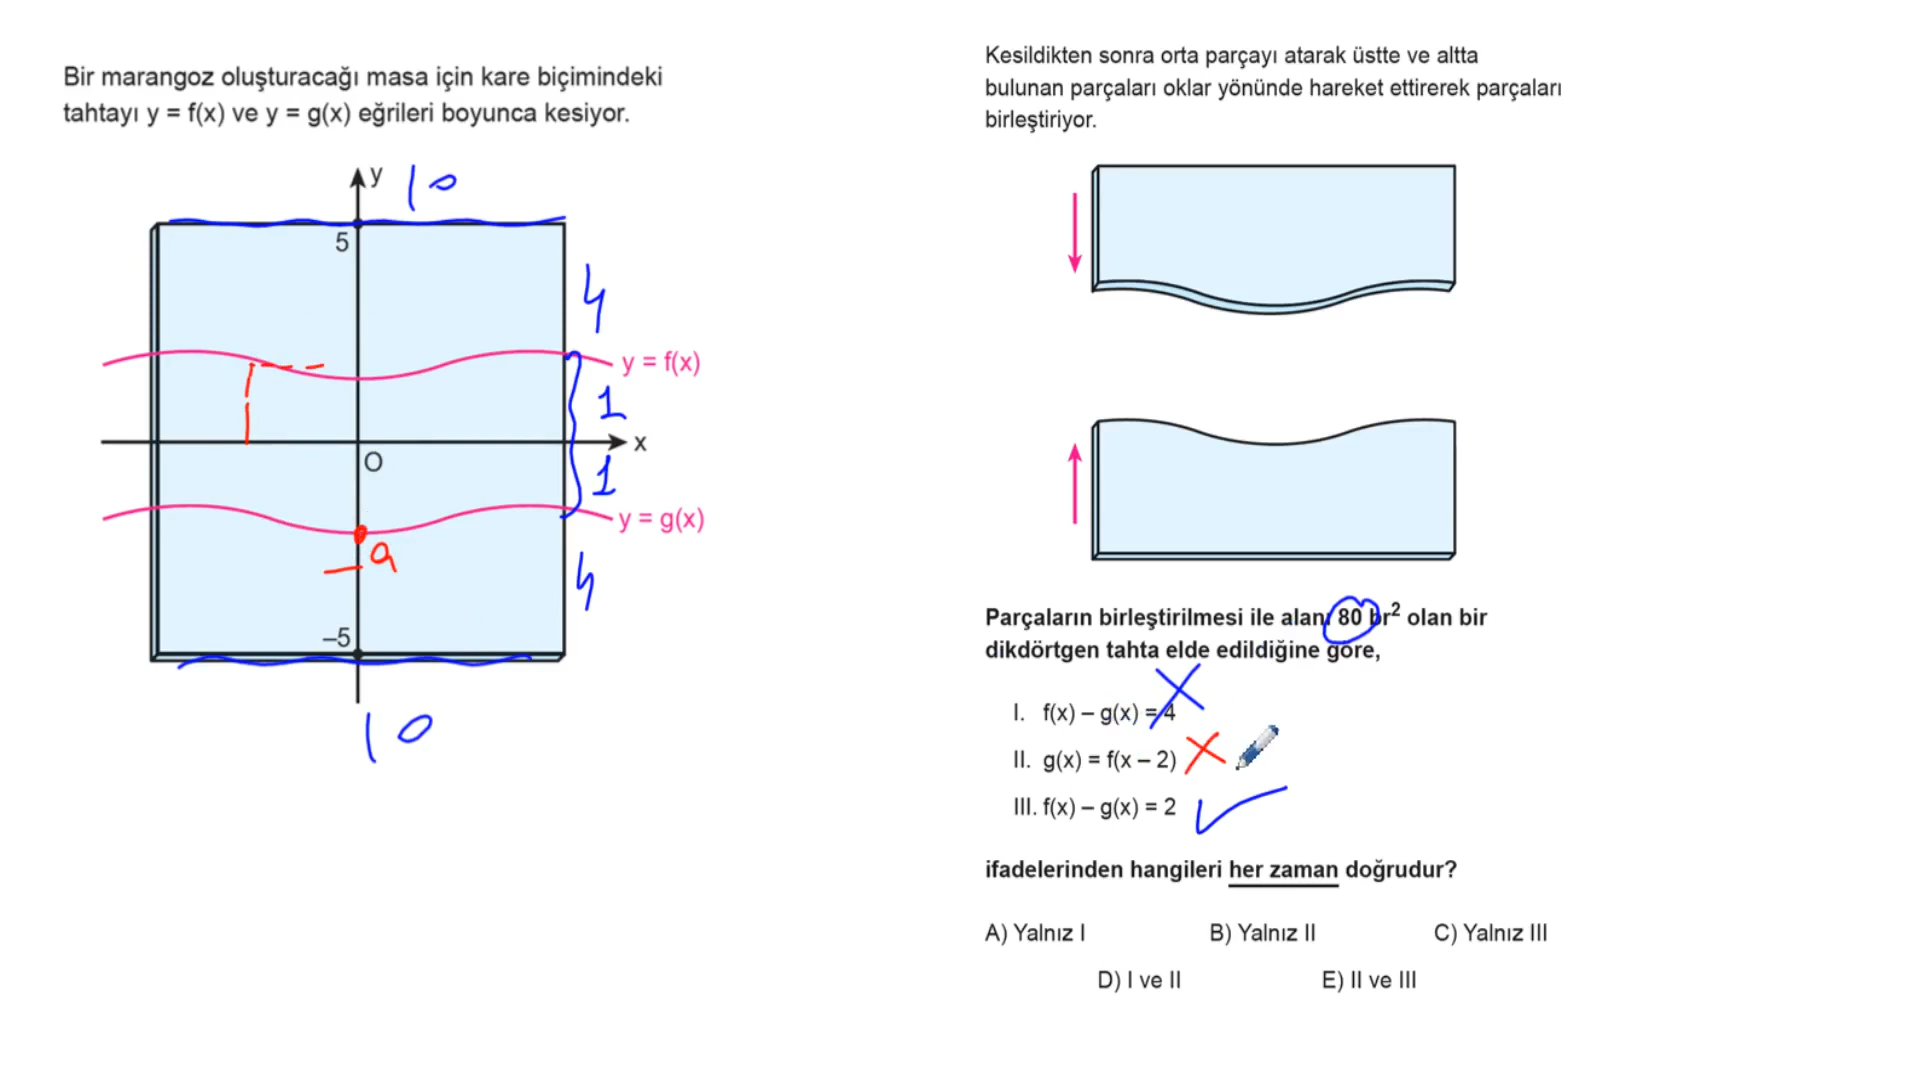 Bir marangoz oluşturacağı masa için kare biçimindeki
tahtayı y = f(x) ve y = g(x) eğrileri boyunca kesiyor.
y
10
5
4
y = f(x)
1
x
O
1
y = g(x)
a
4
–5
10
Kesildikten sonra orta parçayı atarak üstte ve altta
bulunan parçaları oklar yönünde hareket ettirerek parçaları
birleştiriyor.
Parçaların birleştirilmesi ile alanı 80 br² olan bir
dikdörtgen tahta elde edildiğine göre,
I. f(x) – g(x) = 4
II. g(x) = f(x – 2)
III. f(x) – g(x) = 2
ifadelerinden hangileri her zaman doğrudur?
A) Yalnız I B) Yalnız II C) Yalnız III
D) I ve II E) II ve III